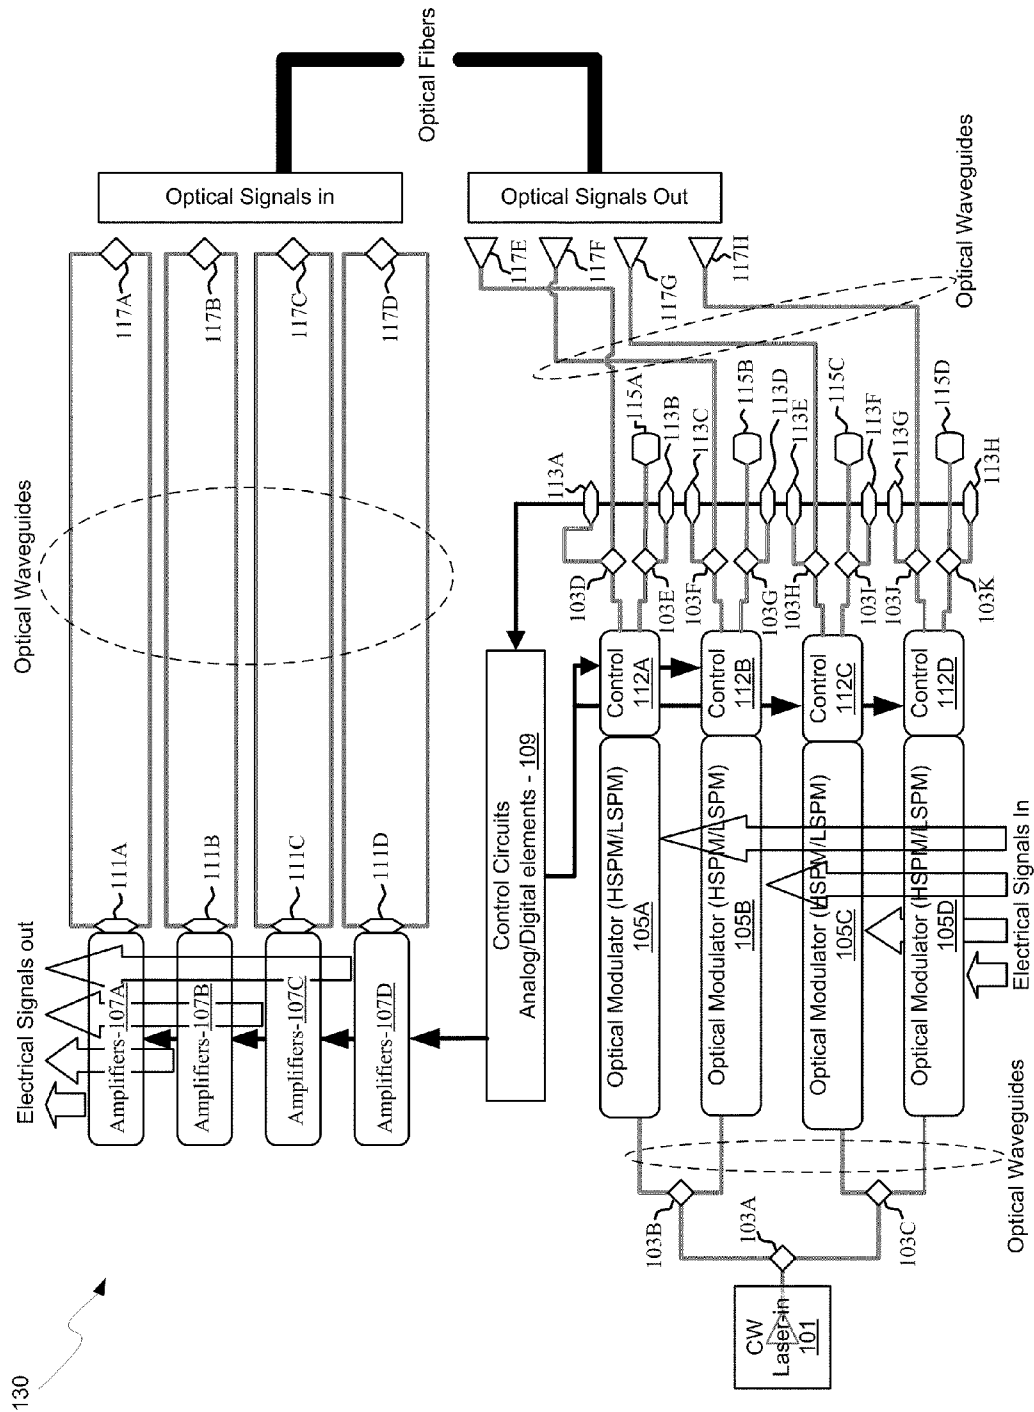 130
Electrical Signals out
Optical Waveguides
Optical Fibers
Amplifiers-107A
111A
117A
Amplifiers-107B
111B
117B
Amplifiers-107C
111C
117C
Amplifiers-107D
111D
117D
Optical Signals in
Control Circuits
Analog/Digital elements - 109
Optical Signals Out
117E
117F
117G
117H
Optical Waveguides
CW
Laser-in
101
103A
103B
103C
Optical Waveguides
Optical Modulator (HSPM/LSPM)
105A
Control
112A
Optical Modulator (HSPM/LSPM)
105B
Control
112B
Optical Modulator (HSPM/LSPM)
105C
Control
112C
Optical Modulator (HSPM/LSPM)
105D
Control
112D
Electrical Signals In
103D
103E
103F
103G
103H
103I
103J
103K
113A
115A
113B
113C
115B
113D
113E
115C
113F
113G
115D
113H